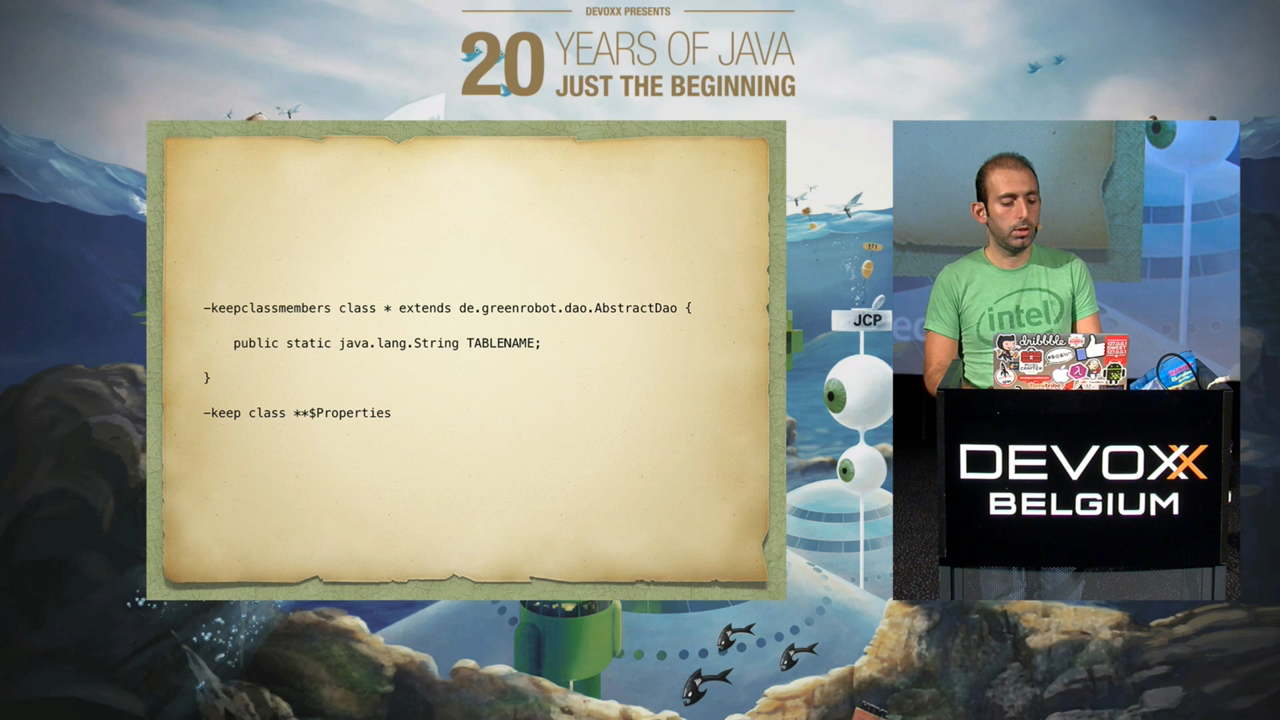 DEVOXX PRESENTS
20 YEARS OF JAVA
JUST THE BEGINNING
-keepclassmembers class * extends de.greenrobot.dao.AbstractDao {
public static java.lang.String TABLENAME;
}
-keep class **$Properties
JCP
intel
dribbble
DEVOXX
BELGIUM